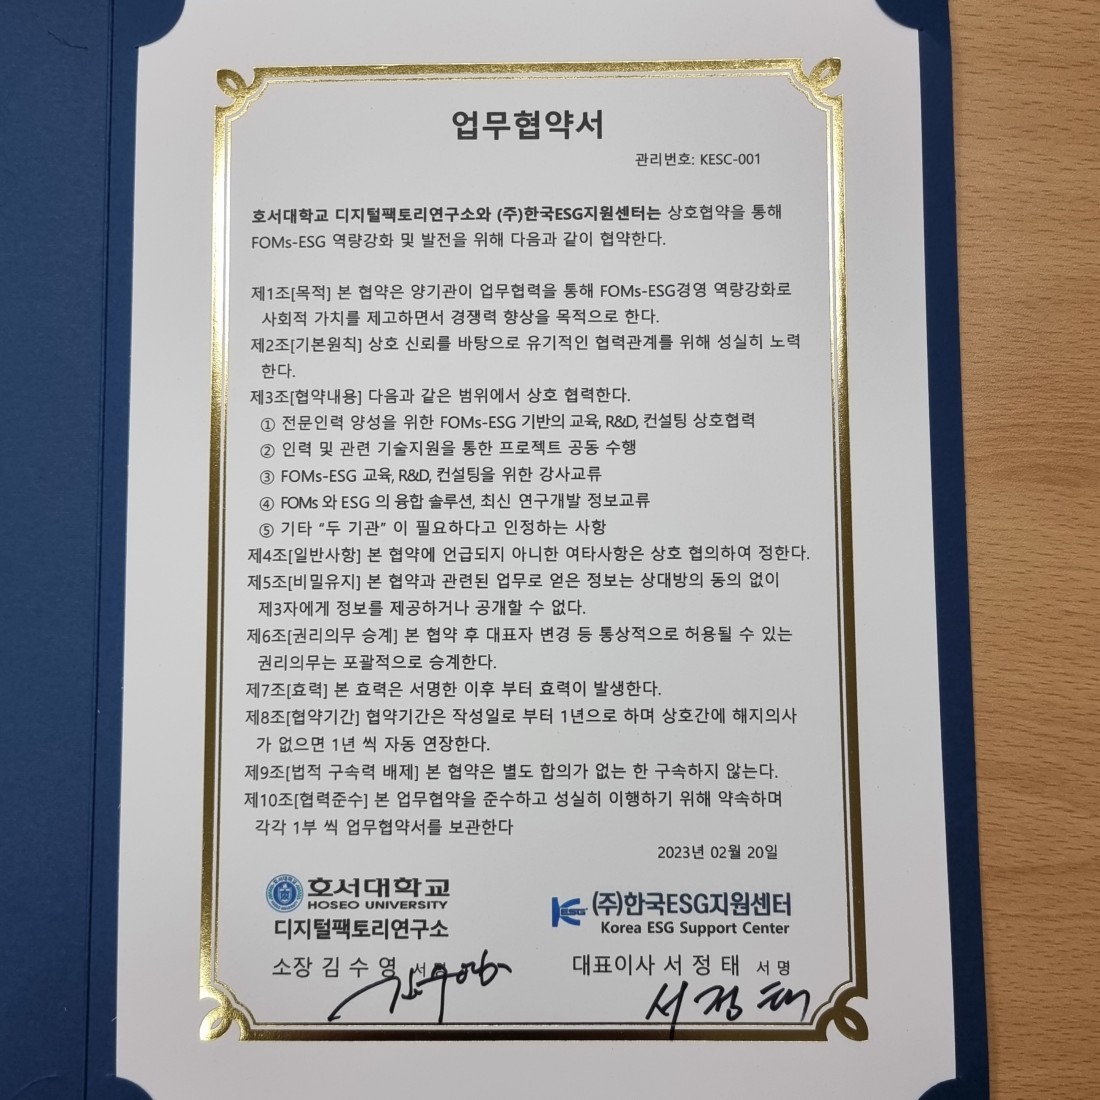 업무협약서
관리번호: KESC-001
호서대학교 디지털팩토리연구소와 (주)한국ESG지원센터는 상호협약을 통해
FOMs-ESG 역량강화 및 발전을 위해 다음과 같이 협약한다.
제1조[목적] 본 협약은 양기관이 업무협력을 통해 FOMs-ESG경영 역량강화로
사회적 가치를 제고하면서 경쟁력 향상을 목적으로 한다.
제2조[기본원칙] 상호 신뢰를 바탕으로 유기적인 협력관계를 위해 성실히 노력
한다.
제3조[협약내용] 다음과 같은 범위에서 상호 협력한다.
① 전문인력 양성을 위한 FOMs-ESG 기반의 교육, R&D, 컨설팅 상호협력
② 인력 및 관련 기술지원을 통한 프로젝트 공동 수행
③ FOMs-ESG 교육, R&D, 컨설팅을 위한 강사교류
④ FOMs 와 ESG 의 융합 솔루션, 최신 연구개발 정보교류
⑤ 기타 “두 기관” 이 필요하다고 인정하는 사항
제4조[일반사항] 본 협약에 언급되지 아니한 여타사항은 상호 협의하여 정한다.
제5조[비밀유지] 본 협약과 관련된 업무로 얻은 정보는 상대방의 동의 없이
제3자에게 정보를 제공하거나 공개할 수 없다.
제6조[권리의무 승계] 본 협약 후 대표자 변경 등 통상적으로 허용될 수 있는
권리의무는 포괄적으로 승계한다.
제7조[효력] 본 효력은 서명한 이후 부터 효력이 발생한다.
제8조[협약기간] 협약기간은 작성일로 부터 1년으로 하며 상호간에 해지의사
가 없으면 1년 씩 자동 연장한다.
제9조[법적 구속력 배제] 본 협약은 별도 합의가 없는 한 구속하지 않는다.
제10조[협력준수] 본 업무협약을 준수하고 성실히 이행하기 위해 약속하며
각각 1부 씩 업무협약서를 보관한다
2023년 02월 20일
호서대학교
HOSEO UNIVERSITY
디지털팩토리연구소
소장 김 수 영 서명
김수영
KESG (주)한국ESG지원센터
Korea ESG Support Center
대표이사 서 정 태 서 명
서정태